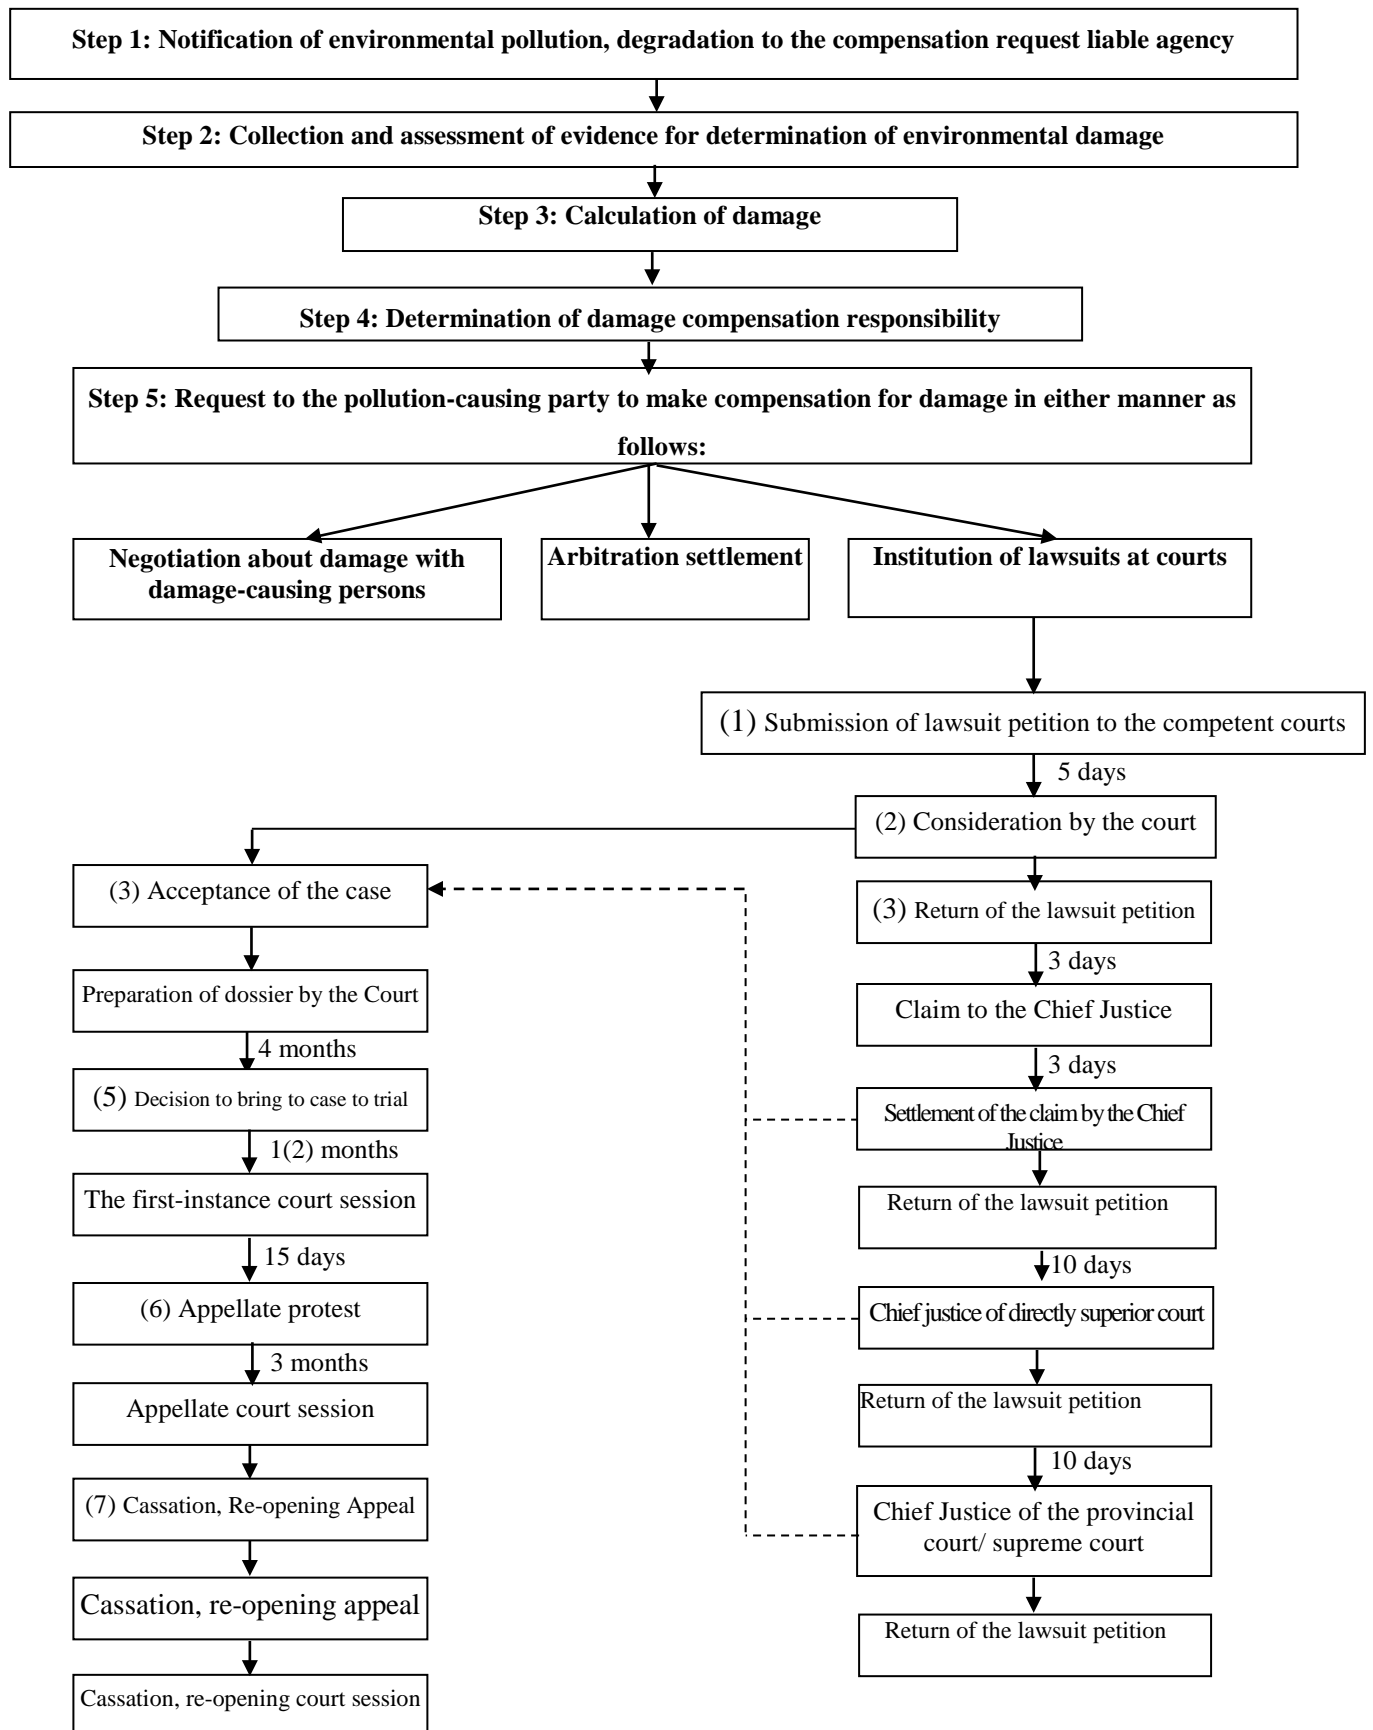 Step 1: Notification of environmental pollution, degradation to the compensation request liable agency
Step 2: Collection and assessment of evidence for determination of environmental damage
Step 3: Calculation of damage
Step 4: Determination of damage compensation responsibility
Step 5: Request to the pollution-causing party to make compensation for damage in either manner as
follows:
Negotiation about damage with
damage-causing persons
Arbitration settlement
Institution of lawsuits at courts
(1) Submission of lawsuit petition to the competent courts
5 days
(2) Consideration by the court
(3) Acceptance of the case
Preparation of dossier by the Court
4 months
(5) Decision to bring to case to trial
1(2) months
The first-instance court session
15 days
(6) Appellate protest
3 months
Appellate court session
(7) Cassation, Re-opening Appeal
Cassation, re-opening appeal
Cassation, re-opening court session
(3) Return of the lawsuit petition
3 days
Claim to the Chief Justice
3 days
Settlement of the claim by the Chief
Justice
Return of the lawsuit petition
10 days
Chief justice of directly superior court
Return of the lawsuit petition
10 days
Chief Justice of the provincial
court/ supreme court
Return of the lawsuit petition